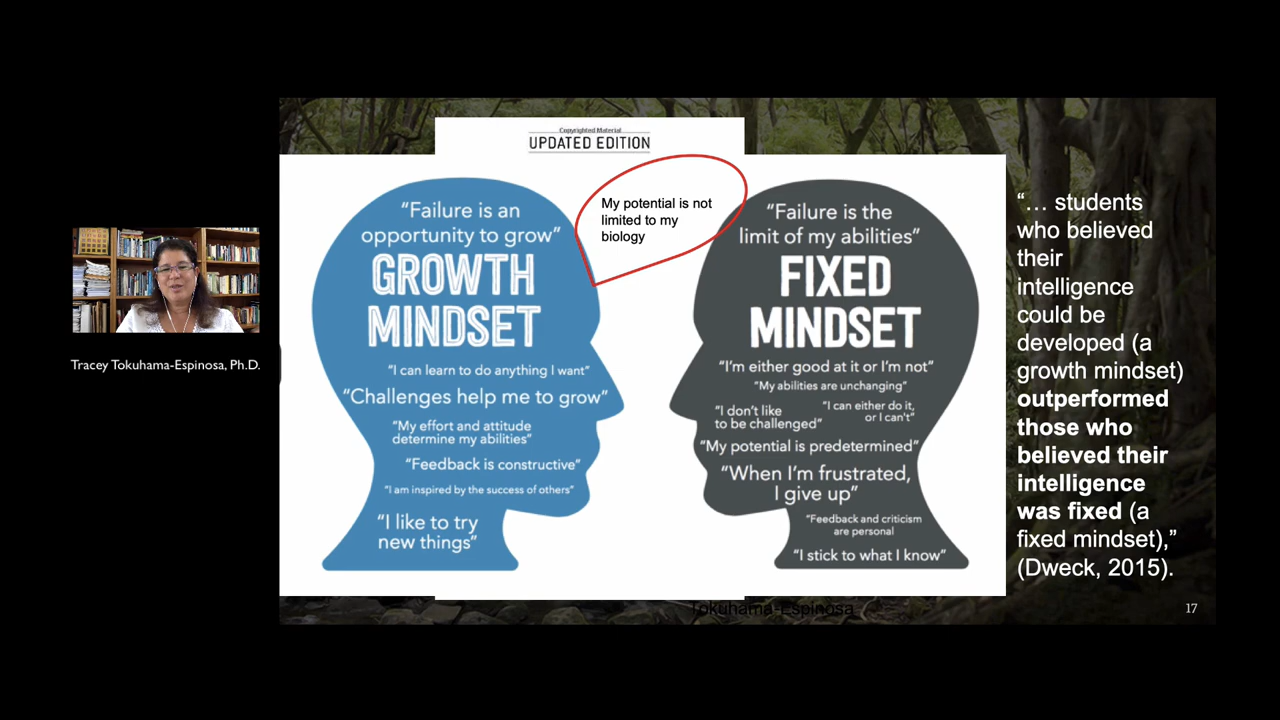 Copyrighted Material
UPDATED EDITION
"Failure is an
opportunity to grow"
GROWTH
MINDSET
"I can learn to do anything I want"
"Challenges help me to grow"
"My effort and attitude
determine my abilities"
"Feedback is constructive"
"I am inspired by the success of others"
"I like to try
new things"
My potential is not
limited to my
biology
"Failure is the
limit of my abilities"
FIXED
MINDSET
"I'm either good at it or I'm not"
"My abilities are unchanging"
"I don't like
to be challenged"
"I can either do it,
or I can't"
"My potential is predetermined"
"When I'm frustrated,
I give up"
"Feedback and criticism
are personal
"I stick to what I know"
"… students
who believed
their
intelligence
could be
developed (a
growth mindset)
outperformed
those who
believed their
intelligence
was fixed (a
fixed mindset),"
(Dweck, 2015).
Tracey Tokuhama-Espinosa, Ph.D.
Tokuhama-Espinosa
17